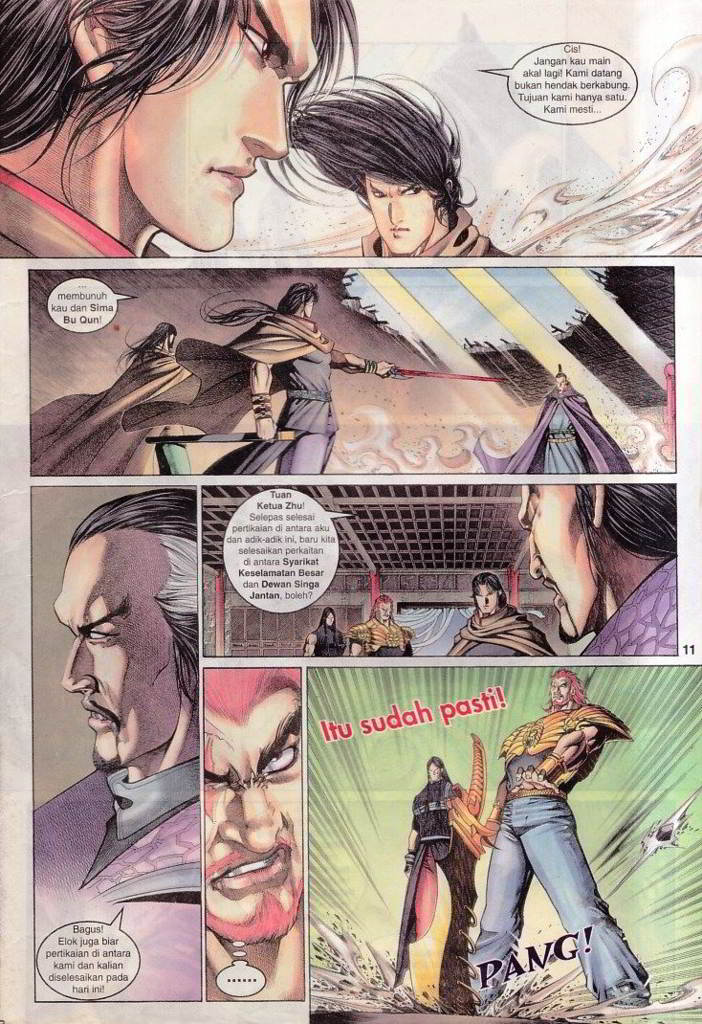 Cis!
Jangan kau main
akal lagi! Kami datang
bukan hendak berkabung.
Tujuan kami hanya satu.
Kami mesti...
...
membunuh
kau dan Sima
Bu Qun!
Tuan
Ketua Zhu!
Selepas selesai
pertikaian di antara aku
dan adik-adik ini, baru kita
selesaikan perkaitan
di antara Syarikat
Keselamatan Besar
dan Dewan Singa
Jantan, boleh?
11
Bagus!
Elok juga biar
pertikaian di antara
kami dan kalian
diselesaikan pada
hari ini!
......
Itu sudah pasti!
PANG!